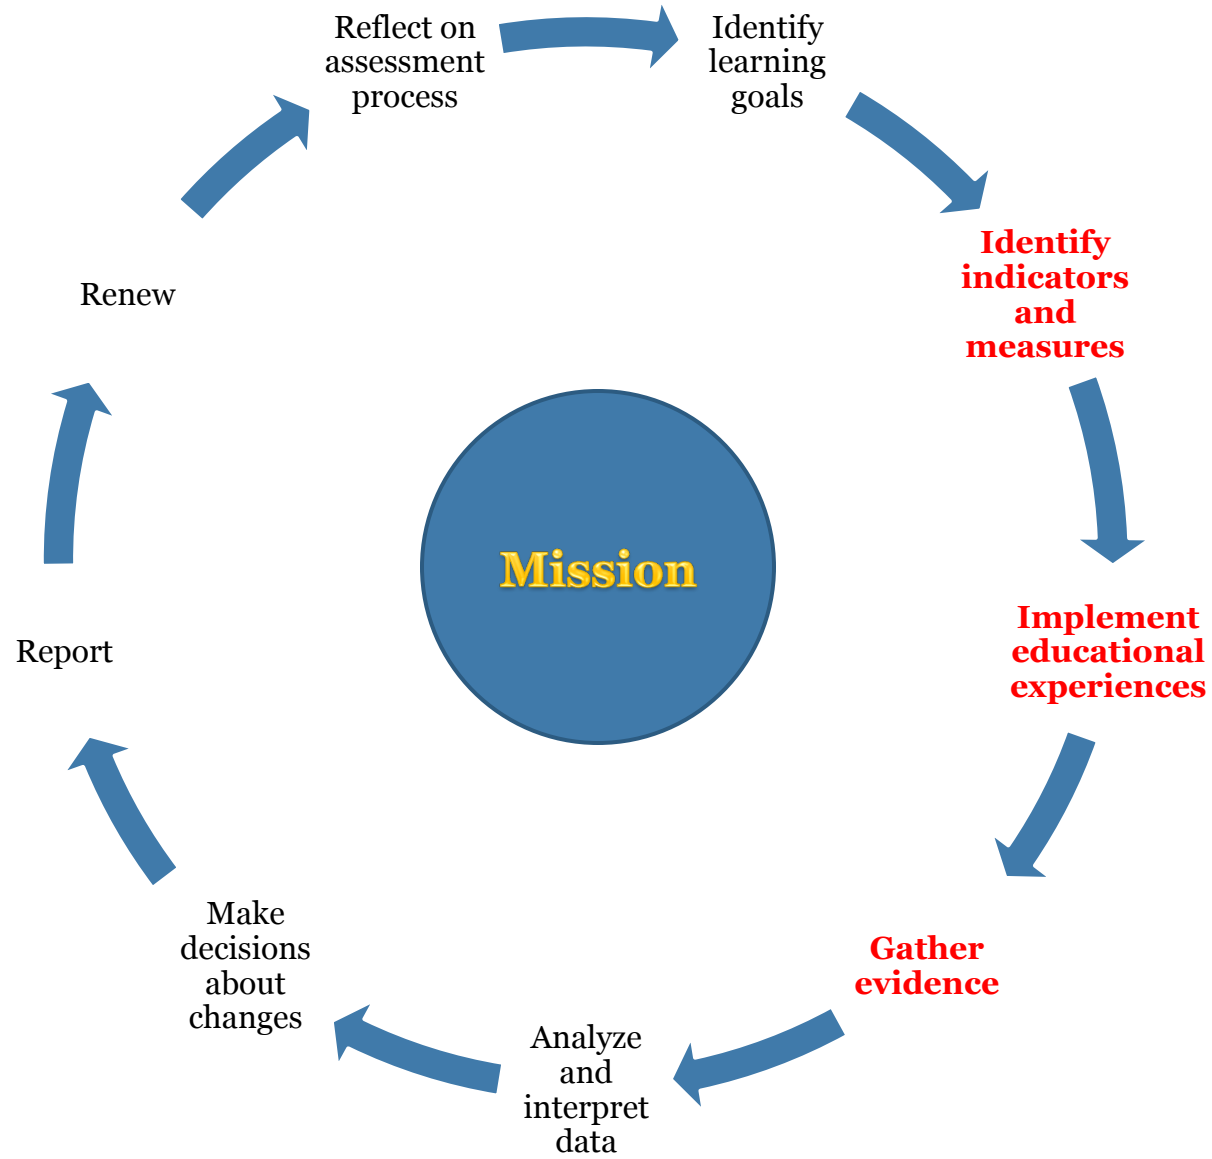 Reflect on
assessment
process
Identify
learning
goals
Identify
indicators
and
measures
Implement
educational
experiences
Gather
evidence
Analyze
and
interpret
data
Make
decisions
about
changes
Report
Renew
Mission